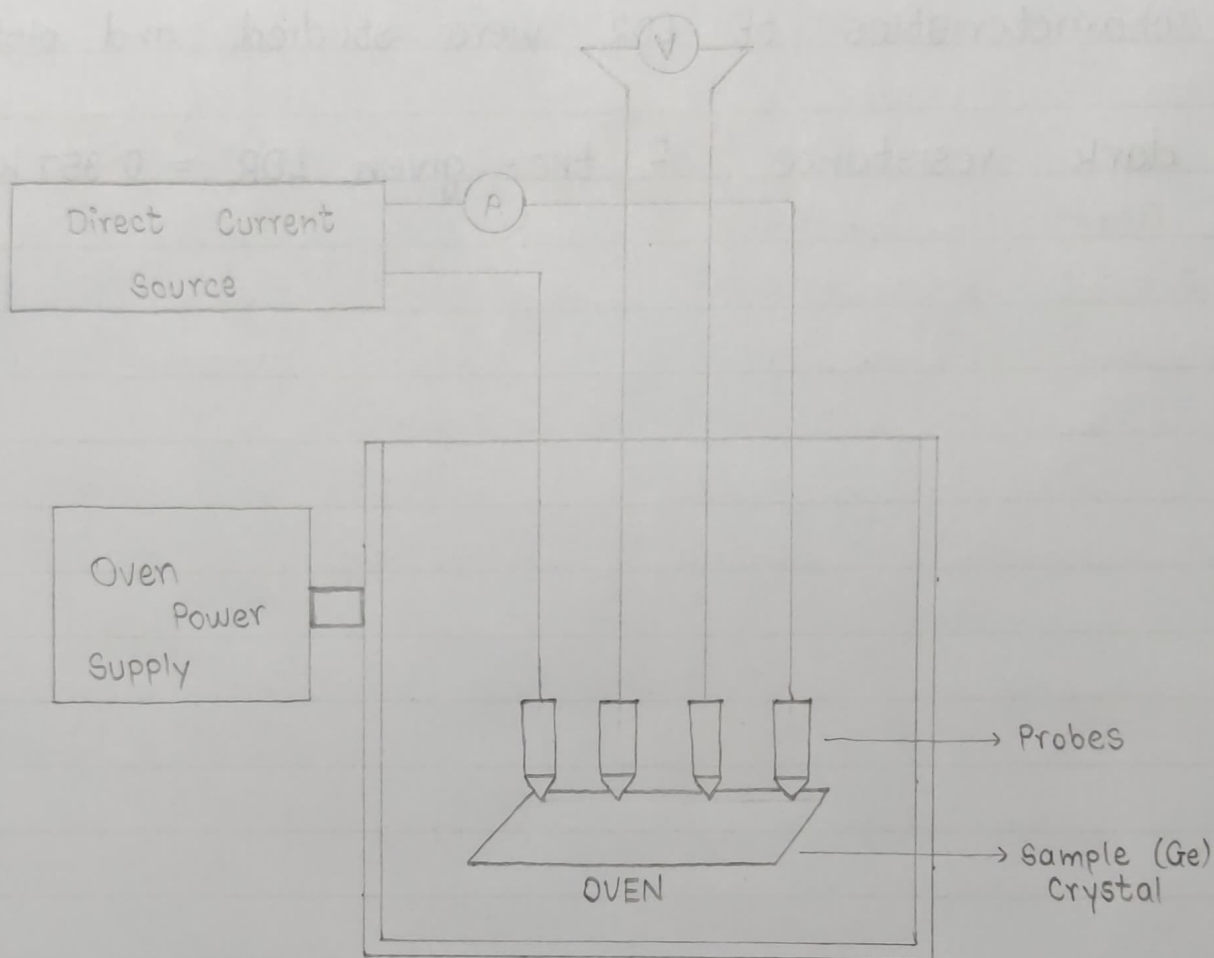 V
Direct Current
Source
A
Oven
Power
Supply
Probes
Sample (Ge)
Crystal
OVEN